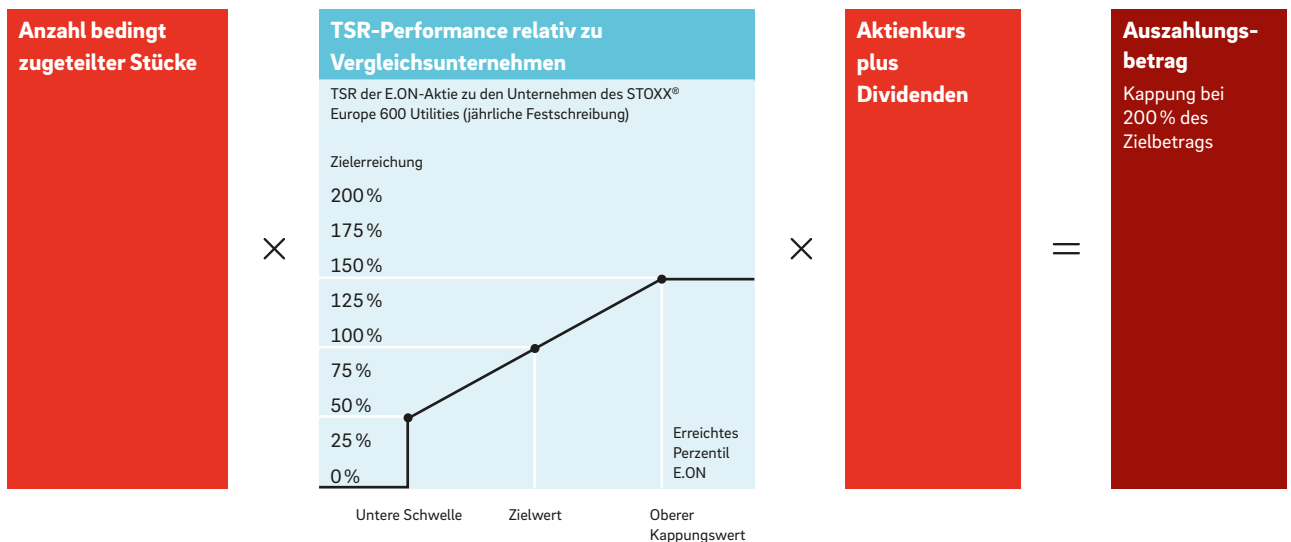 Anzahl bedingt
zugeteilter Stücke
×
TSR-Performance relativ zu
Vergleichsunternehmen
TSR der E.ON-Aktie zu den Unternehmen des STOXX®
Europe 600 Utilities (jährliche Festschreibung)
Zielerreichung
200 %
175 %
150 %
125 %
100 %
75 %
50 %
25 %
0 %
Erreichtes
Perzentil
E.ON
Untere Schwelle
Zielwert
Oberer
Kappungswert
×
Aktienkurs
plus
Dividenden
=
Auszahlungs-
betrag
Kappung bei
200 % des
Zielbetrags